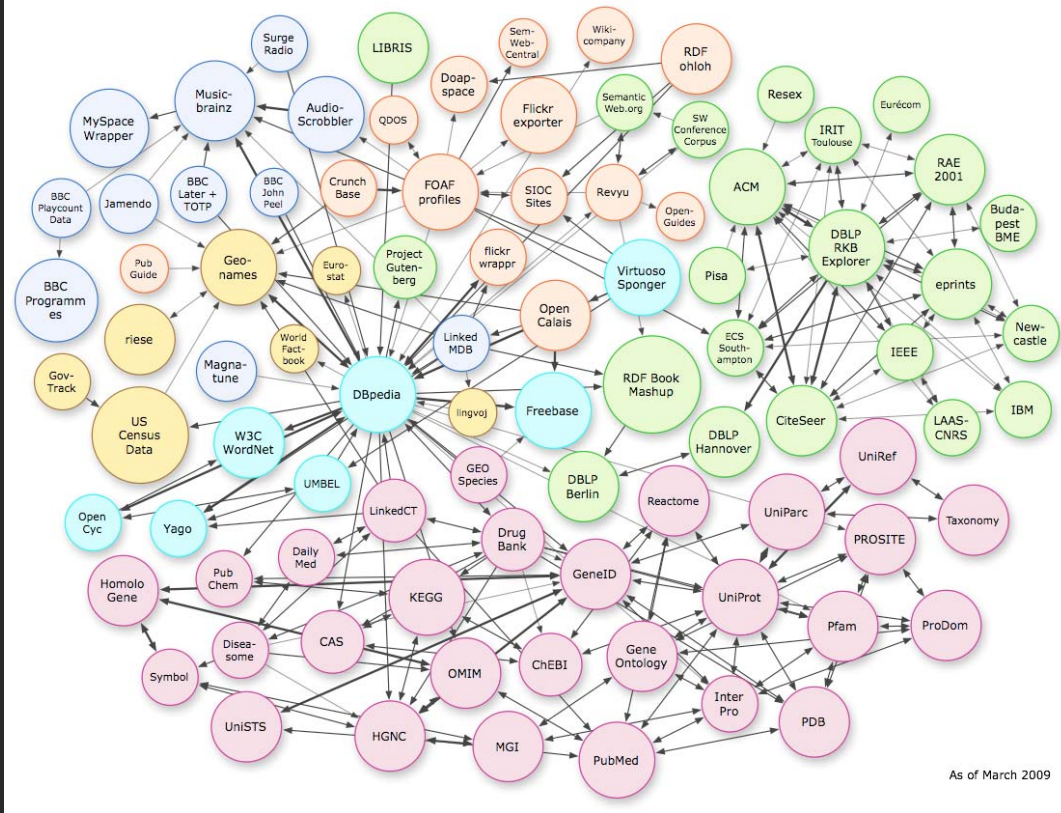 Surge
Radio
LIBRIS
Sem-
Web-
Central
Wiki-
company
RDF
ohloh
Doap-
space
Music-
brainz
Audio-
Scrobbler
MySpace
Wrapper
QDOS
Flickr
exporter
Semantic
Web.org
SW
Conference
Corpus
Resex
Eurécom
IRIT
Toulouse
RAE
2001
ACM
BBC
Playcount
Data
Jamendo
BBC
Later +
TOTP
BBC
John
Peel
Crunch
Base
FOAF
profiles
SIOC
Sites
Revyu
Open-
Guides
Buda-
pest
BME
DBLP
RKB
Explorer
Pub
Guide
Geo-
names
Euro-
stat
Project
Guten-
berg
flickr
wrappr
Virtuoso
Sponger
Pisa
eprints
BBC
Programm
es
riese
World
Fact-
book
Linked
MDB
Open
Calais
ECS
South-
ampton
IEEE
New-
castle
Gov-
Track
Magna-
tune
DBpedia
lingvoj
Freebase
RDF Book
Mashup
CiteSeer
LAAS-
CNRS
IBM
US
Census
Data
W3C
WordNet
DBLP
Hannover
UniRef
Open
Cyc
Yago
UMBEL
GEO
Species
DBLP
Berlin
Reactome
UniParc
Taxonomy
LinkedCT
Drug
Bank
PROSITE
Daily
Med
Pub
Chem
Homolo
Gene
KEGG
GeneID
UniProt
Pfam
ProDom
Disea-
some
CAS
ChEBI
Gene
Ontology
Symbol
OMIM
Inter
Pro
UniSTS
HGNC
MGI
PubMed
PDB
As of March 2009